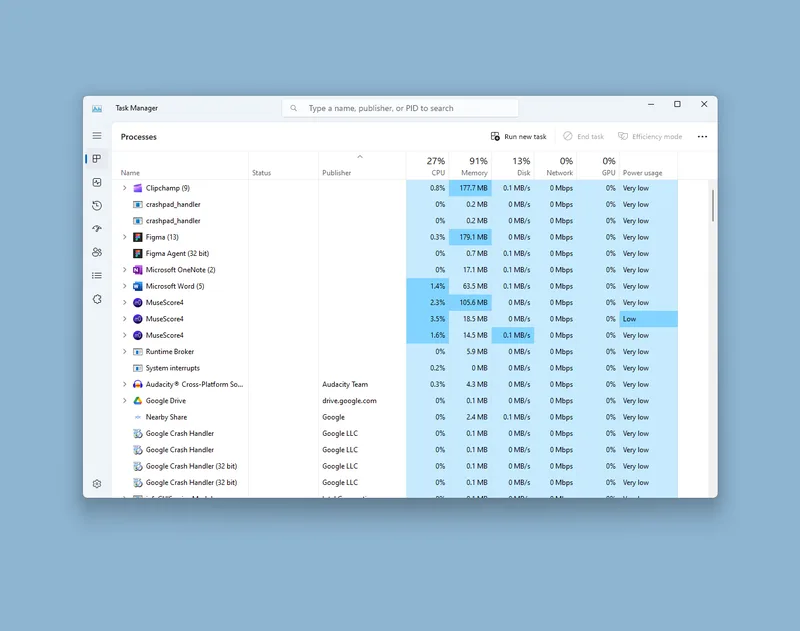 Task Manager
Type a name, publisher, or PID to search
Processes
Run new task
End task
Efficiency mode
27% 91% 13% 0% 0%
Name Status Publisher CPU Memory Disk Network GPU Power usage
Clipchamp (9) 0.8% 177.7 MB 0.1 MB/s 0 Mbps 0% Very low
crashpad_handler 0% 0.2 MB 0 MB/s 0 Mbps 0% Very low
crashpad_handler 0% 0.2 MB 0 MB/s 0 Mbps 0% Very low
Figma (13) 0.3% 179.1 MB 0 MB/s 0 Mbps 0% Very low
Figma Agent (32 bit) 0% 0.7 MB 0.1 MB/s 0 Mbps 0% Very low
Microsoft OneNote (2) 0% 17.1 MB 0.1 MB/s 0 Mbps 0% Very low
Microsoft Word (5) 1.4% 63.5 MB 0.1 MB/s 0 Mbps 0% Very low
MuseScore4 2.3% 105.6 MB 0 MB/s 0 Mbps 0% Very low
MuseScore4 3.5% 18.5 MB 0 MB/s 0 Mbps 0% Low
MuseScore4 1.6% 14.5 MB 0.1 MB/s 0 Mbps 0% Very low
Runtime Broker 0% 5.9 MB 0 MB/s 0 Mbps 0% Very low
System interrupts 0.2% 0 MB 0 MB/s 0 Mbps 0% Very low
Audacity® Cross-Platform So... Audacity Team 0.3% 4.3 MB 0 MB/s 0 Mbps 0% Very low
Google Drive drive.google.com 0% 0.1 MB 0 MB/s 0 Mbps 0% Very low
Nearby Share Google 0% 2.4 MB 0.1 MB/s 0 Mbps 0% Very low
Google Crash Handler Google LLC 0% 0.1 MB 0 MB/s 0 Mbps 0% Very low
Google Crash Handler Google LLC 0% 0.1 MB 0 MB/s 0 Mbps 0% Very low
Google Crash Handler (32 bit) Google LLC 0% 0.1 MB 0 MB/s 0 Mbps 0% Very low
Google Crash Handler (32 bit) Google LLC 0% 0.1 MB 0 MB/s 0 Mbps 0% Very low